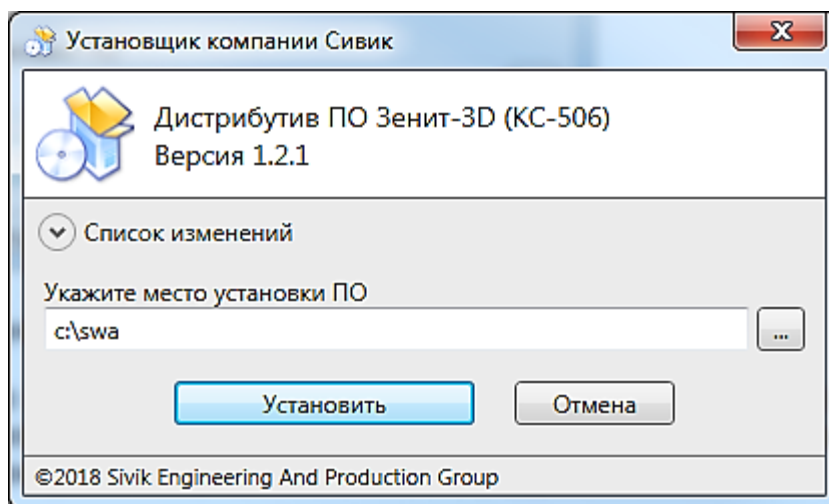 Установщик компании Сивик
Дистрибутив ПО Зенит-3D (КС-506)
Версия 1.2.1
Список изменений
Укажите место установки ПО
c:\swa
...
Установить
Отмена
©2018 Sivik Engineering And Production Group